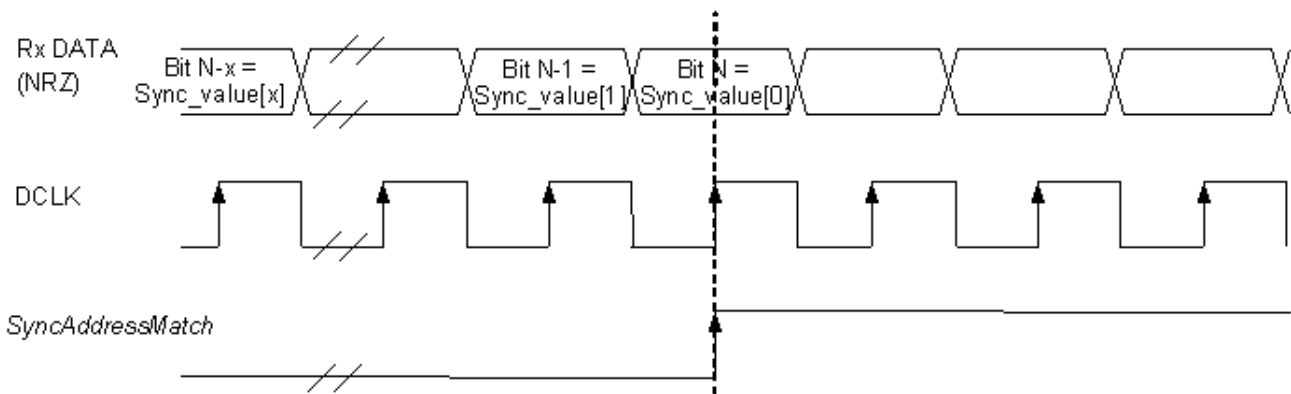 Rx DATA
(NRZ)
Bit N-x =
Sync_value[x]
Bit N-1 =
Sync_value[1]
Bit N =
Sync_value[0]
DCLK
SyncAddressMatch